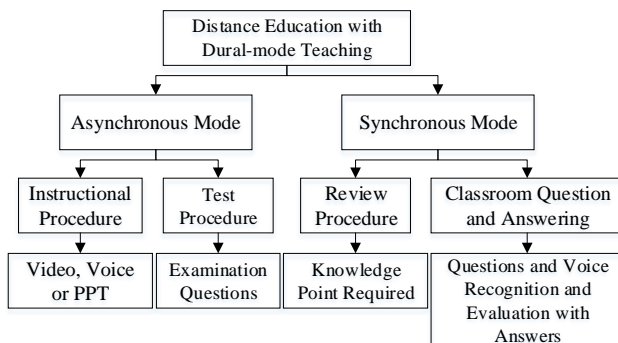 Distance Education with
Dural-mode Teaching
Asynchronous Mode
Synchronous Mode
Instructional
Procedure
Test
Procedure
Review
Procedure
Classroom Question
and Answering
Video, Voice
or PPT
Examination
Questions
Knowledge
Point Required
Questions and Voice
Recognition and
Evaluation with
Answers